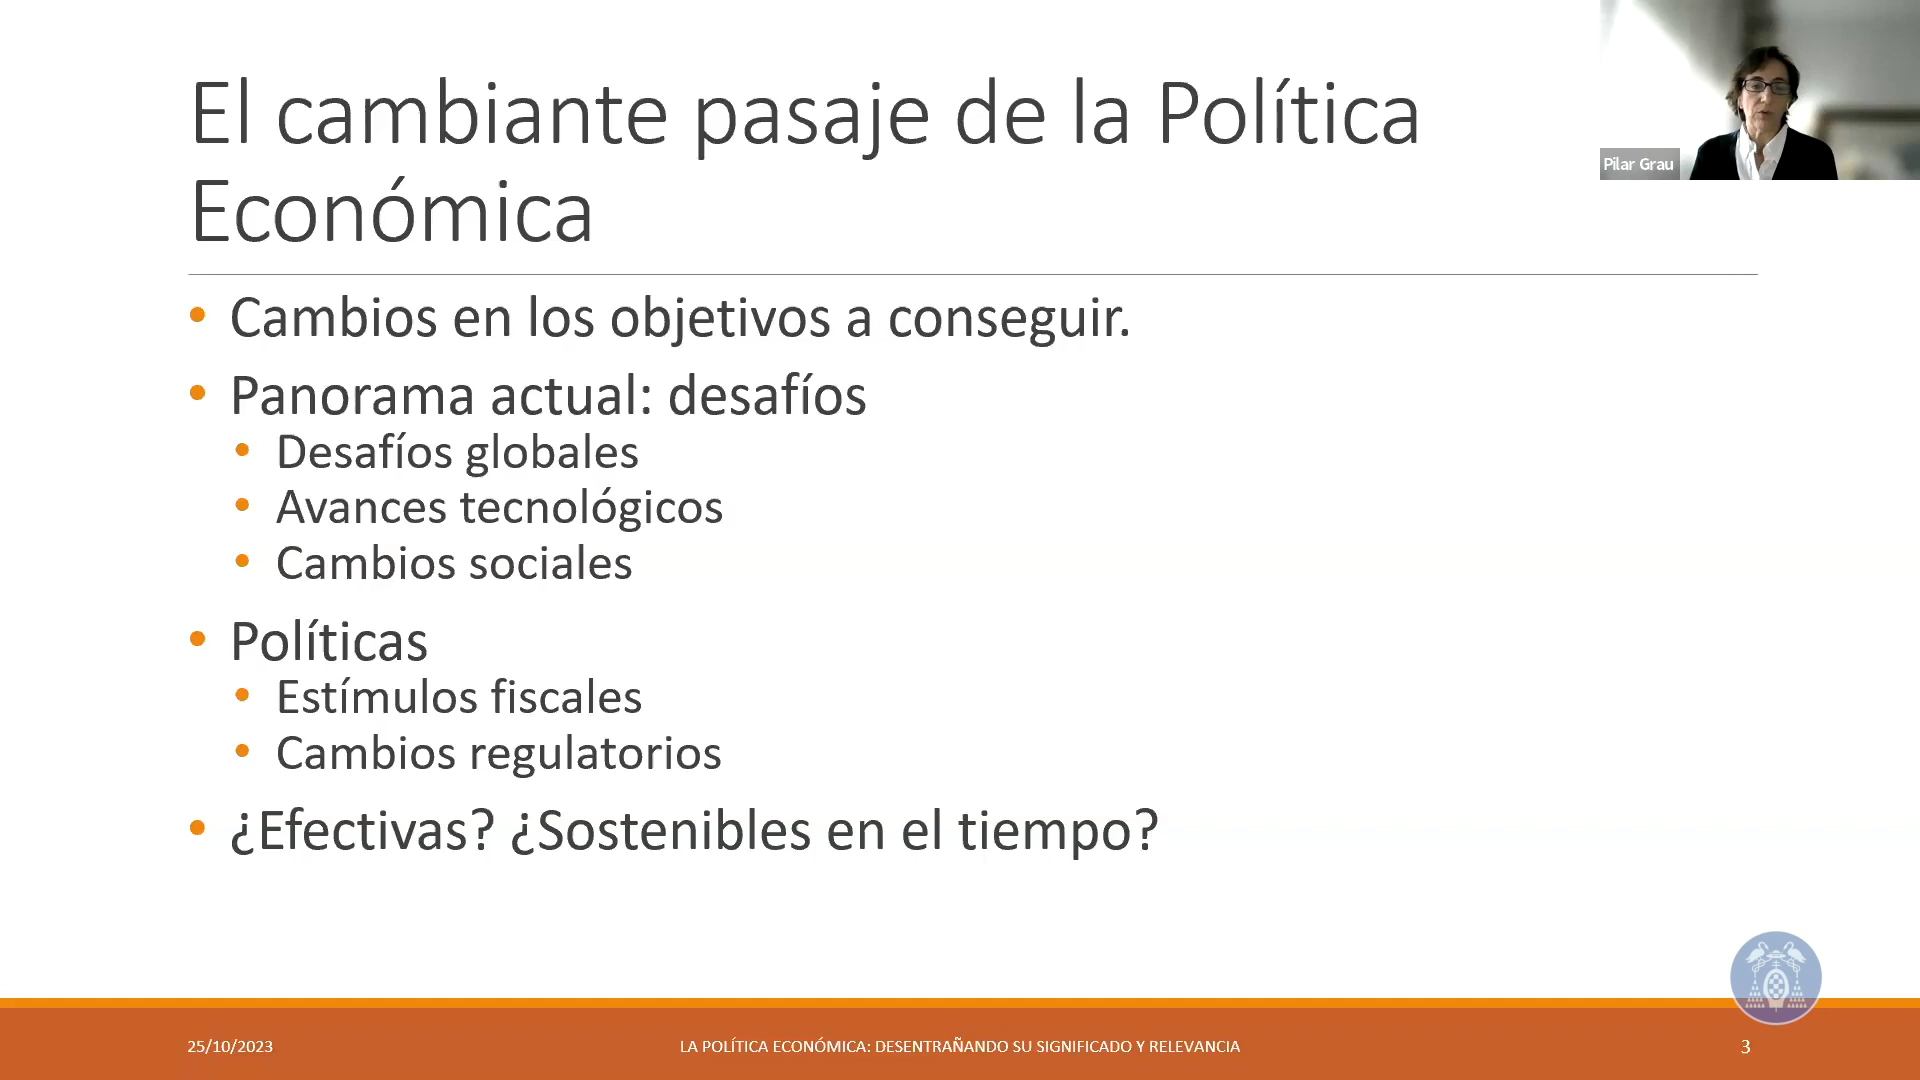 El cambiante pasaje de la Política
Económica
Pilar Grau
• Cambios en los objetivos a conseguir.
• Panorama actual: desafíos
• Desafíos globales
• Avances tecnológicos
• Cambios sociales
• Políticas
• Estímulos fiscales
• Cambios regulatorios
• ¿Efectivas? ¿Sostenibles en el tiempo?
25/10/2023
LA POLÍTICA ECONÓMICA: DESENTRAÑANDO SU SIGNIFICADO Y RELEVANCIA
3